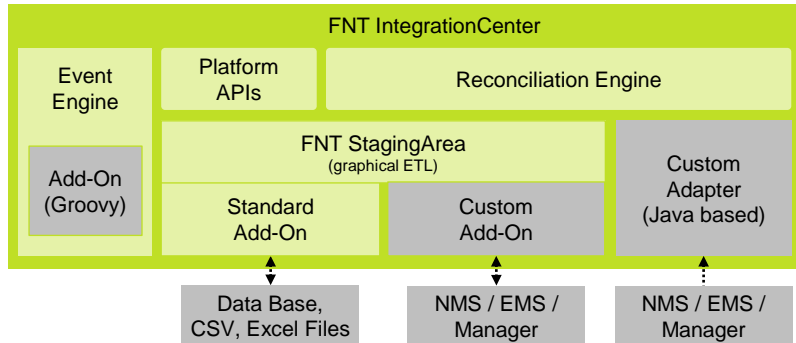 FNT IntegrationCenter
Event
Engine
Add-On
(Groovy)
Platform
APIs
Reconciliation Engine
FNT StagingArea
(graphical ETL)
Standard
Add-On
Custom
Add-On
Custom
Adapter
(Java based)
Data Base,
CSV, Excel Files
NMS / EMS /
Manager
NMS / EMS /
Manager